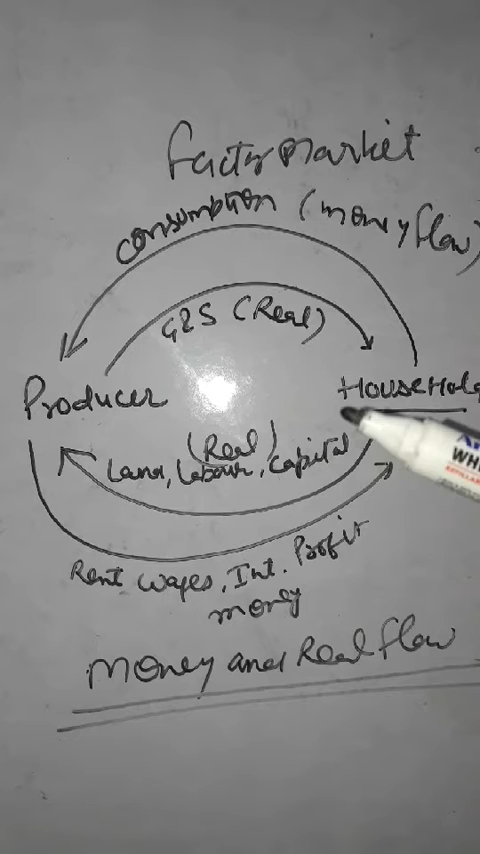 Factor market
Consumption (money flow)
G&S (Real)
Producer
Household
(Real)
Land, Labour, Capital
Rent Wages, Int. Profit
money
Money and Real flow
WHI